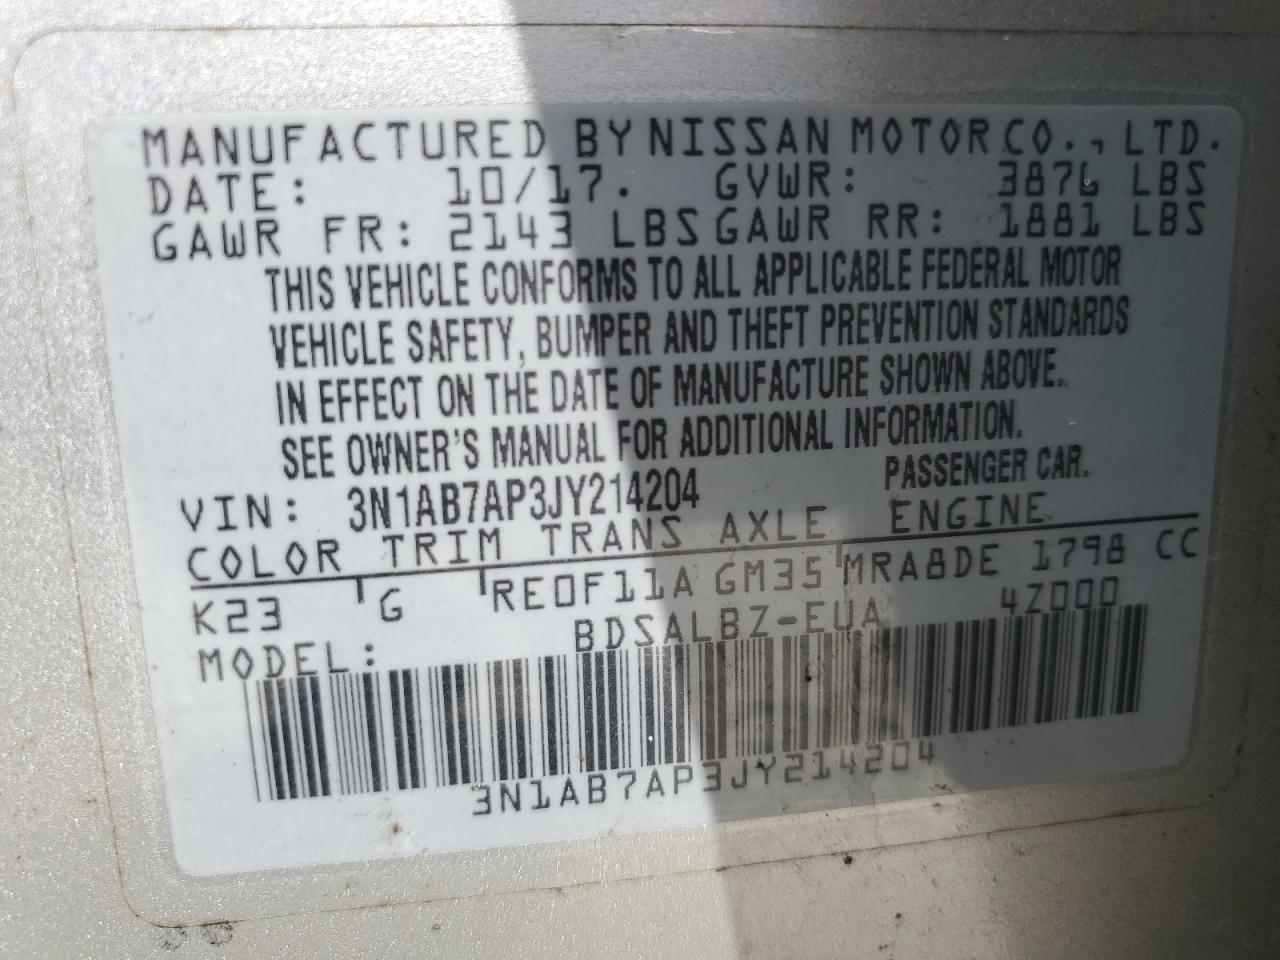 MANUFACTURED BY NISSAN MOTOR CO., LTD.
DATE: 10/17. GVWR: 3876 LBS
GAWR FR: 2143 LBS GAWR RR: 1881 LBS
THIS VEHICLE CONFORMS TO ALL APPLICABLE FEDERAL MOTOR
VEHICLE SAFETY, BUMPER AND THEFT PREVENTION STANDARDS
IN EFFECT ON THE DATE OF MANUFACTURE SHOWN ABOVE.
SEE OWNER'S MANUAL FOR ADDITIONAL INFORMATION.
VIN: 3N1AB7AP3JY214204 PASSENGER CAR.
COLOR TRIM TRANS AXLE ENGINE
K23 G RE0F11A GM35 MRA8DE 1798 CC
MODEL: BDSALBZ-EUA 4Z000
3N1AB7AP3JY214204